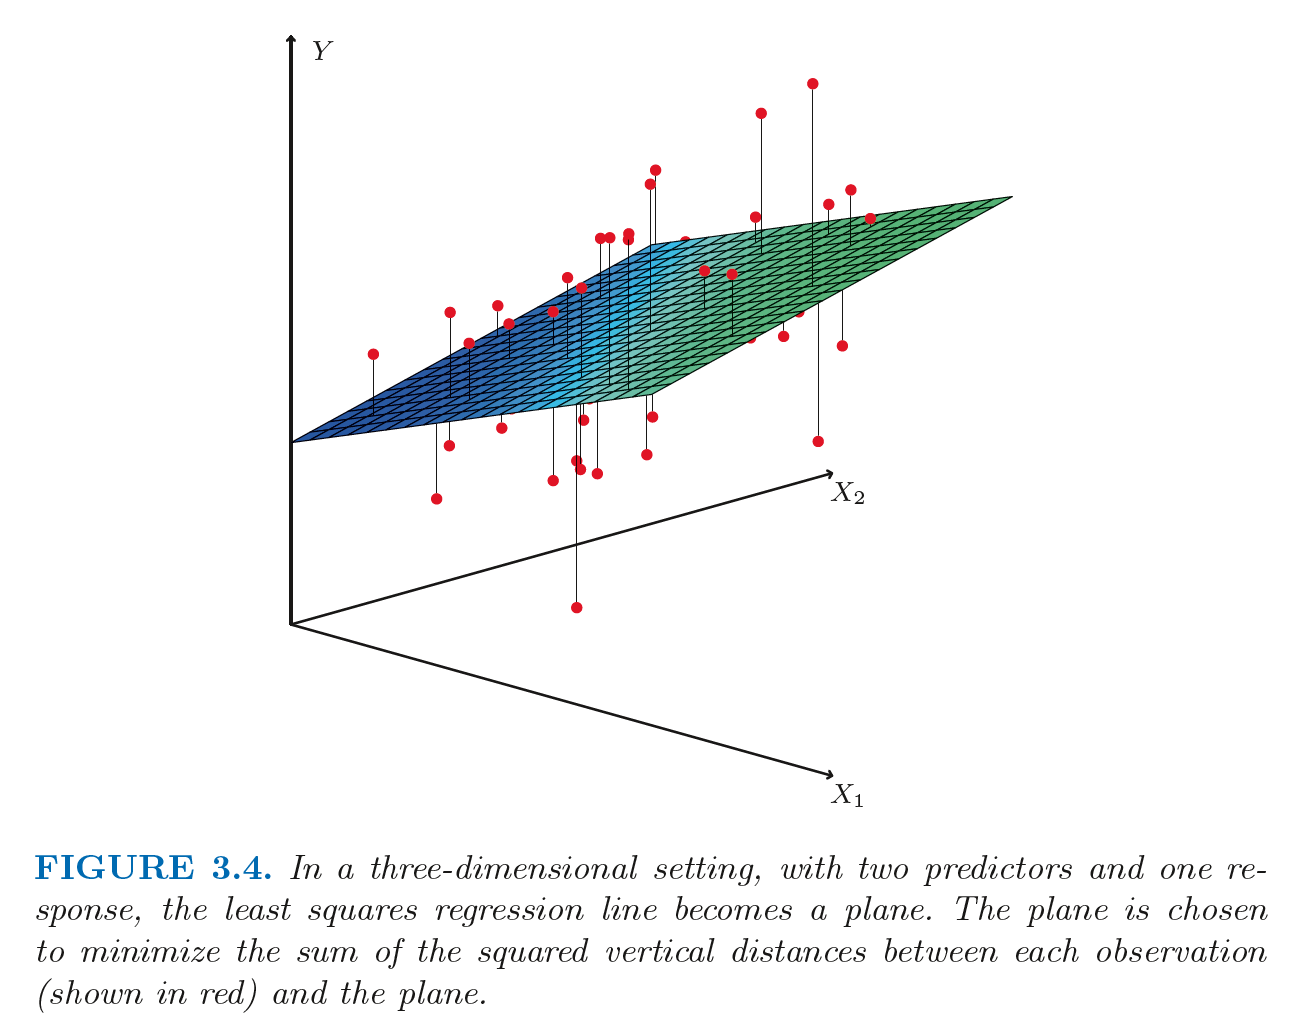 Y
X₂
X₁
FIGURE 3.4. In a three-dimensional setting, with two predictors and one re-
sponse, the least squares regression line becomes a plane. The plane is chosen
to minimize the sum of the squared vertical distances between each observation
(shown in red) and the plane.